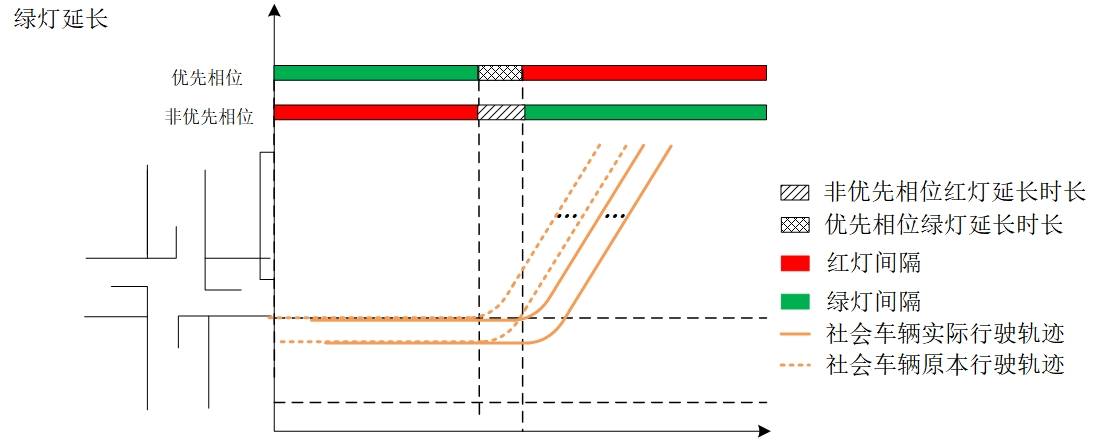 绿灯延长
优先相位
非优先相位
非优先相位红灯延长时长
优先相位绿灯延长时长
红灯间隔
绿灯间隔
社会车辆实际行驶轨迹
社会车辆原本行驶轨迹